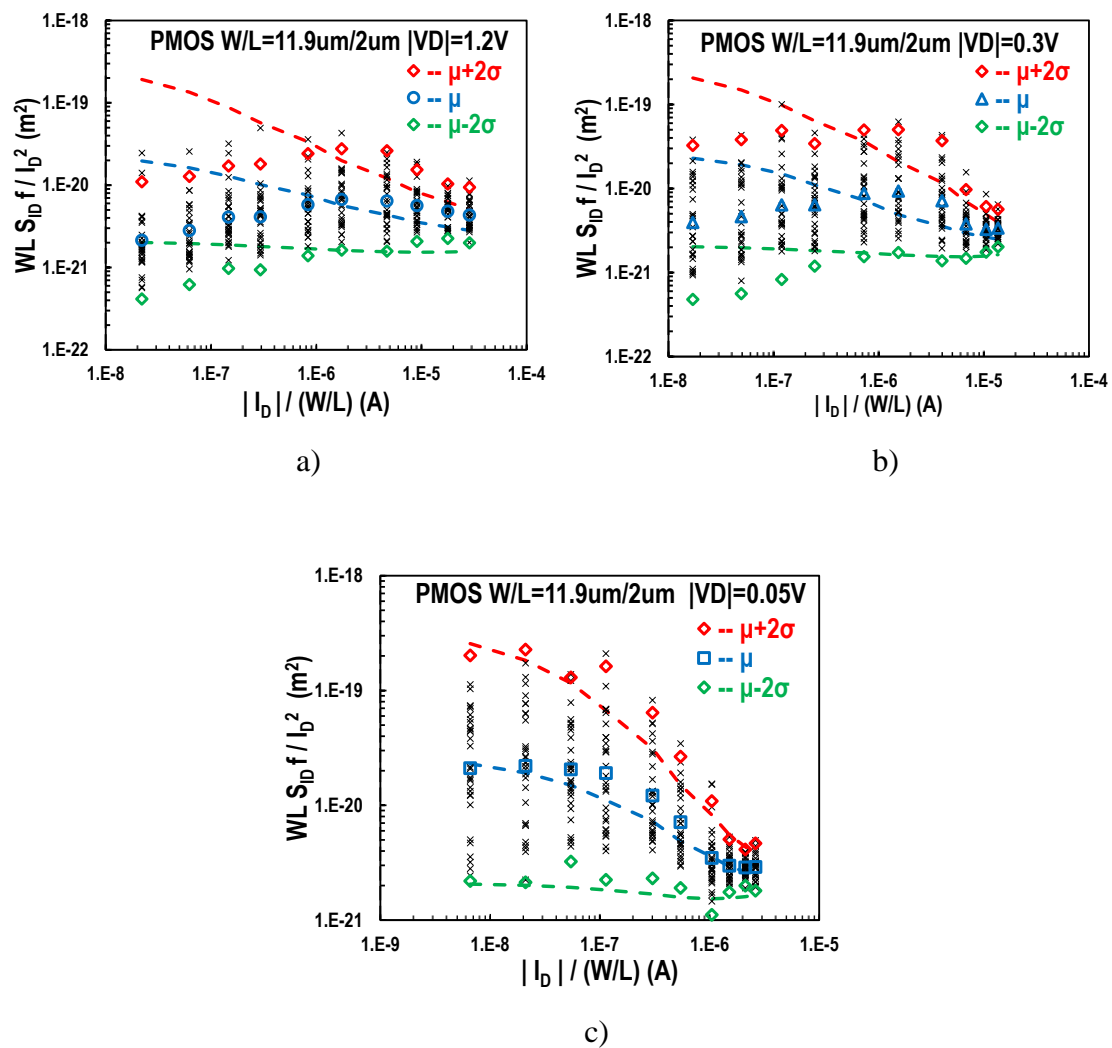 PMOS W/L=11.9um/2um |VD|=1.2V
◇ -- μ+2σ
○ -- μ
◇ -- μ-2σ
WL S_ID f / I_D^2 (m^2)
1.E-18
1.E-19
1.E-20
1.E-21
1.E-22
1.E-8
1.E-7
1.E-6
1.E-5
1.E-4
| I_D | / (W/L) (A)
a)
PMOS W/L=11.9um/2um |VD|=0.3V
◇ -- μ+2σ
△ -- μ
◇ -- μ-2σ
WL S_ID f / I_D^2 (m^2)
1.E-18
1.E-19
1.E-20
1.E-21
1.E-22
1.E-8
1.E-7
1.E-6
1.E-5
1.E-4
| I_D | / (W/L) (A)
b)
PMOS W/L=11.9um/2um |VD|=0.05V
◇ -- μ+2σ
□ -- μ
◇ -- μ-2σ
WL S_ID f / I_D^2 (m^2)
1.E-18
1.E-19
1.E-20
1.E-21
1.E-9
1.E-8
1.E-7
1.E-6
1.E-5
| I_D | / (W/L) (A)
c)